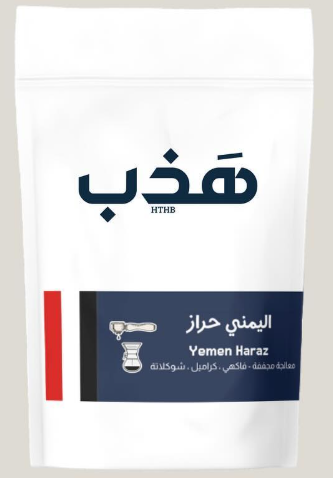 هَذب
HTHB
اليمني حراز
Yemen Haraz
معالجة مجففة - فاكهي ، كراميل ، شوكلاتة